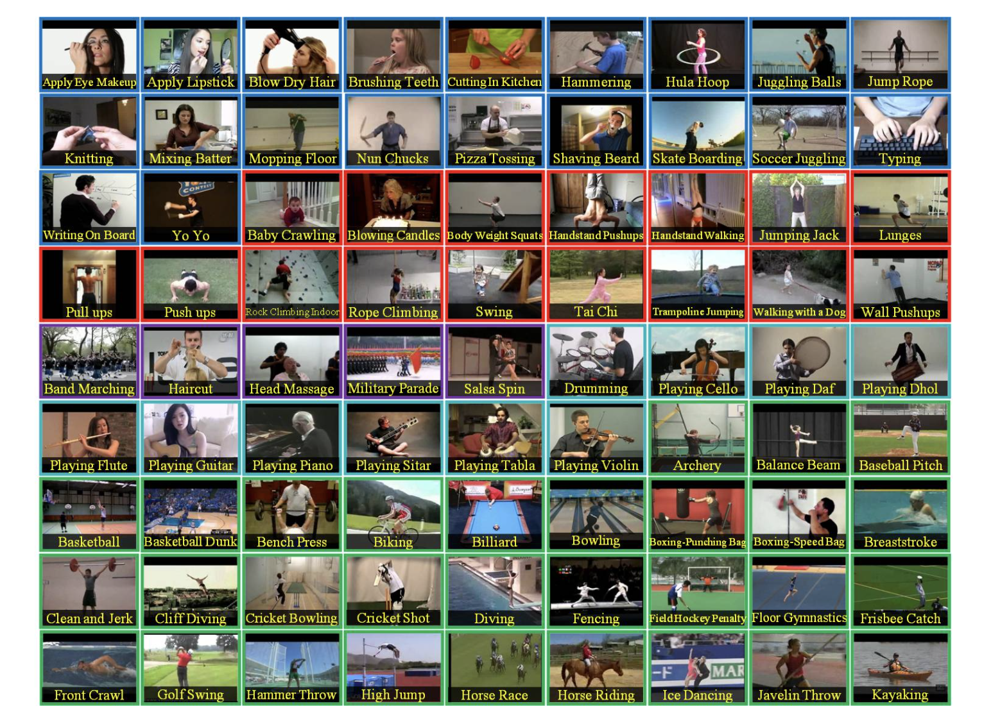 Apply Eye Makeup
Apply Lipstick
Blow Dry Hair
Brushing Teeth
Cutting In Kitchen
Hammering
Hula Hoop
Juggling Balls
Jump Rope
Knitting
Mixing Batter
Mopping Floor
Nun Chucks
Pizza Tossing
Shaving Beard
Skate Boarding
Soccer Juggling
Typing
Writing On Board
CONTEST
Yo Yo
Baby Crawling
Blowing Candles
Body Weight Squats
Handstand Pushups
Handstand Walking
Jumping Jack
Lunges
Pull ups
Push ups
Rock Climbing Indoor
Rope Climbing
Swing
Tai Chi
Trampoline Jumping
Walking with a Dog
Wall Pushups
Band Marching
Haircut
Head Massage
Military Parade
Salsa Spin
Drumming
Playing Cello
Playing Daf
Playing Dhol
Playing Flute
Playing Guitar
Playing Piano
Playing Sitar
Playing Tabla
Playing Violin
Archery
Balance Beam
Baseball Pitch
Basketball
Basketball Dunk
Bench Press
Biking
Billiard
Bowling
Boxing-Punching Bag
Boxing-Speed Bag
Breaststroke
Clean and Jerk
Cliff Diving
Cricket Bowling
Cricket Shot
Diving
Fencing
Field Hockey Penalty
Floor Gymnastics
Frisbee Catch
Front Crawl
Golf Swing
Hammer Throw
High Jump
Horse Race
Horse Riding
ード MAR
Ice Dancing
Javelin Throw
Kayaking